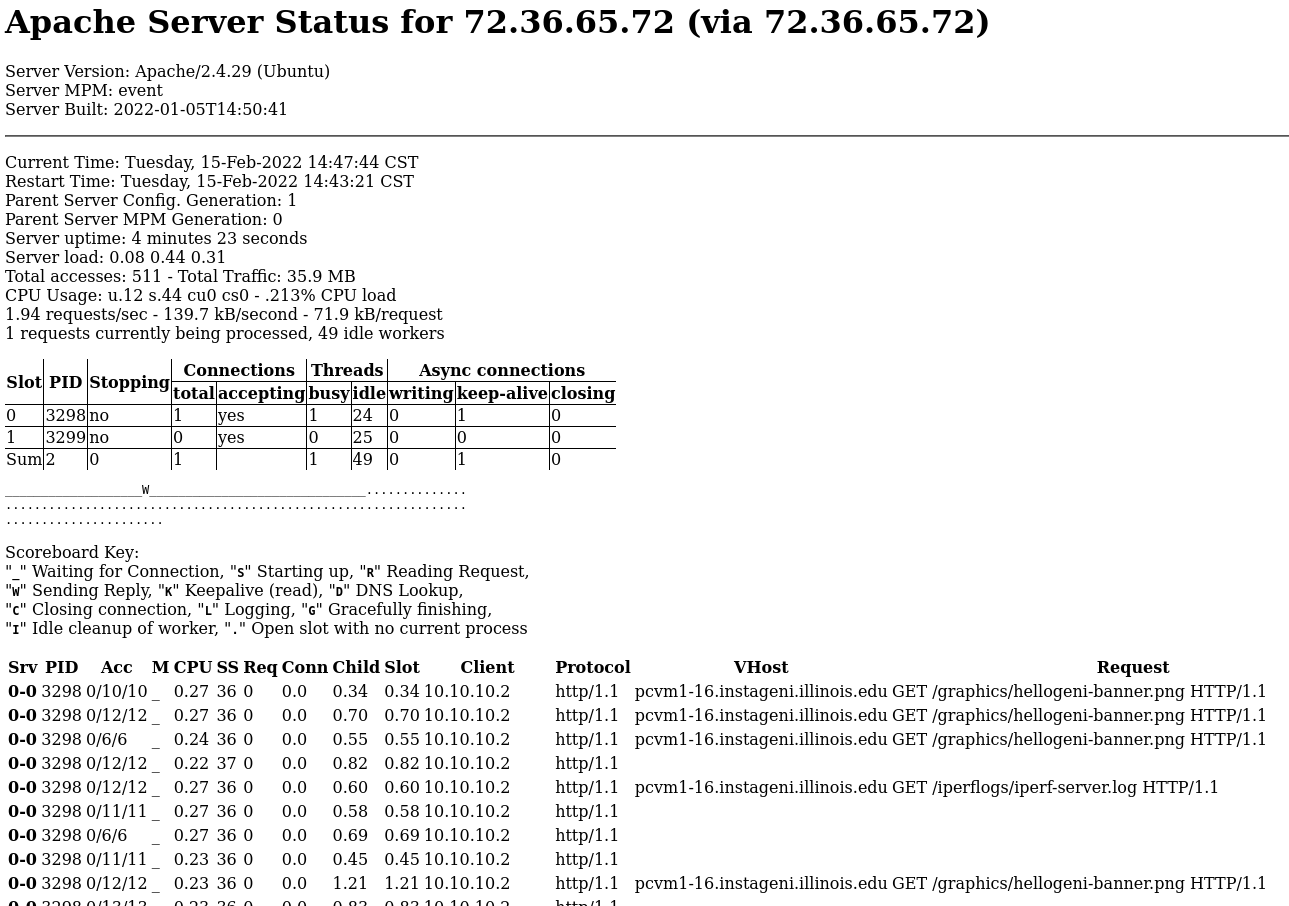 Apache Server Status for 72.36.65.72 (via 72.36.65.72)
Server Version: Apache/2.4.29 (Ubuntu)
Server MPM: event
Server Built: 2022-01-05T14:50:41
Current Time: Tuesday, 15-Feb-2022 14:47:44 CST
Restart Time: Tuesday, 15-Feb-2022 14:43:21 CST
Parent Server Config. Generation: 1
Parent Server MPM Generation: 0
Server uptime: 4 minutes 23 seconds
Server load: 0.08 0.44 0.31
Total accesses: 511 - Total Traffic: 35.9 MB
CPU Usage: u.12 s.44 cu0 cs0 - .213% CPU load
1.94 requests/sec - 139.7 kB/second - 71.9 kB/request
1 requests currently being processed, 49 idle workers
Slot PID Stopping Connections Threads Async connections
total accepting busy idle writing keep-alive closing
0 3298 no 1 yes 1 24 0 1 0
1 3299 no 0 yes 0 25 0 0 0
Sum 2 0 1 1 49 0 1 0
___________________W______________________________..............
................................................................
......................
Scoreboard Key:
"_" Waiting for Connection, "S" Starting up, "R" Reading Request,
"W" Sending Reply, "K" Keepalive (read), "D" DNS Lookup,
"C" Closing connection, "L" Logging, "G" Gracefully finishing,
"I" Idle cleanup of worker, "." Open slot with no current process
Srv PID Acc M CPU SS Req Conn Child Slot Client Protocol VHost Request
0-0 3298 0/10/10 _ 0.27 36 0 0.0 0.34 0.34 10.10.10.2 http/1.1 pcvm1-16.instageni.illinois.edu GET /graphics/hellogeni-banner.png HTTP/1.1
0-0 3298 0/12/12 _ 0.27 36 0 0.0 0.70 0.70 10.10.10.2 http/1.1 pcvm1-16.instageni.illinois.edu GET /graphics/hellogeni-banner.png HTTP/1.1
0-0 3298 0/6/6 _ 0.24 36 0 0.0 0.55 0.55 10.10.10.2 http/1.1 pcvm1-16.instageni.illinois.edu GET /graphics/hellogeni-banner.png HTTP/1.1
0-0 3298 0/12/12 _ 0.22 37 0 0.0 0.82 0.82 10.10.10.2 http/1.1
0-0 3298 0/12/12 _ 0.27 36 0 0.0 0.60 0.60 10.10.10.2 http/1.1 pcvm1-16.instageni.illinois.edu GET /iperflogs/iperf-server.log HTTP/1.1
0-0 3298 0/11/11 _ 0.27 36 0 0.0 0.58 0.58 10.10.10.2 http/1.1
0-0 3298 0/6/6 _ 0.27 36 0 0.0 0.69 0.69 10.10.10.2 http/1.1
0-0 3298 0/11/11 _ 0.23 36 0 0.0 0.45 0.45 10.10.10.2 http/1.1
0-0 3298 0/12/12 _ 0.23 36 0 0.0 1.21 1.21 10.10.10.2 http/1.1 pcvm1-16.instageni.illinois.edu GET /graphics/hellogeni-banner.png HTTP/1.1